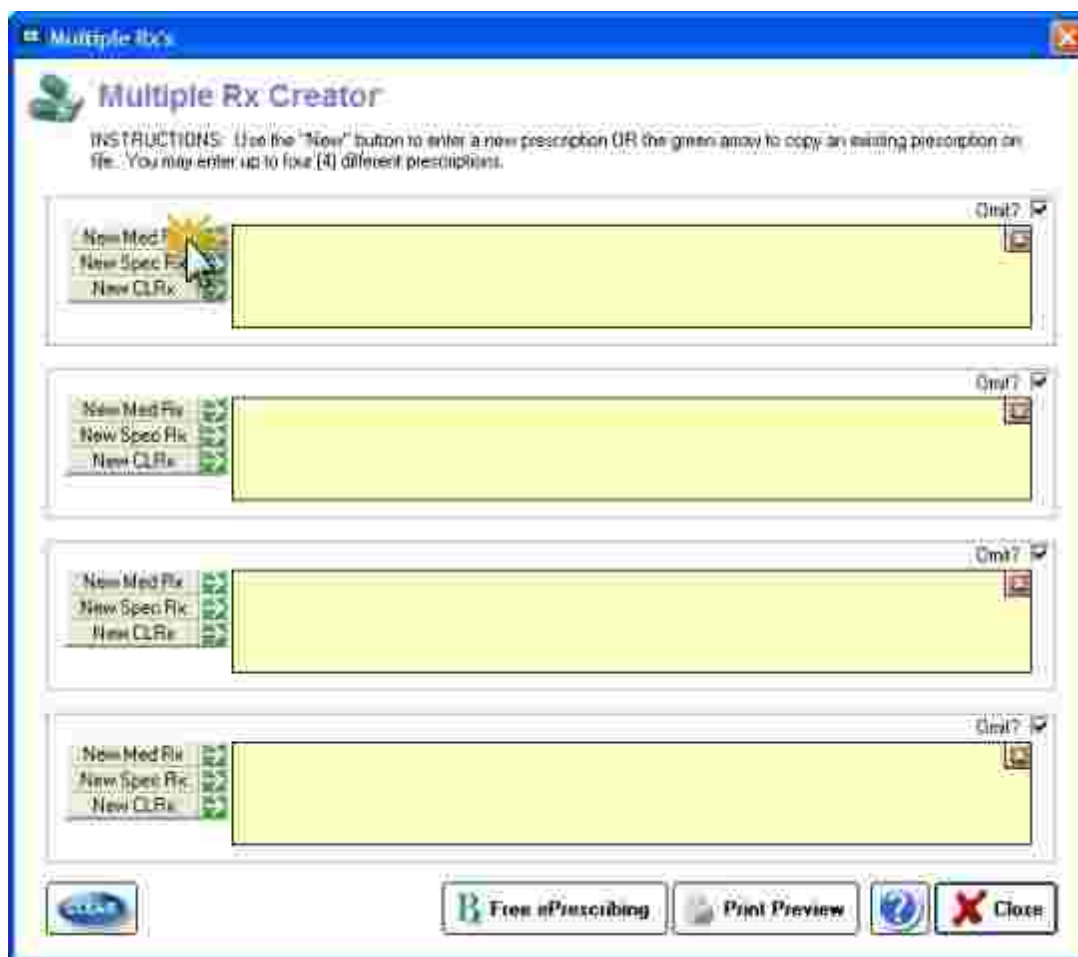 Multiple Rx's
Multiple Rx Creator
INSTRUCTIONS: Use the "New" button to enter a new prescription OR the green arrow to copy an existing prescription on
file. You may enter up to four (4) different prescriptions.
Omit?
New Med
New Spec Rx
New CLRx
Omit?
New Med Rx
New Spec Rx
New CLRx
Omit?
New Med Rx
New Spec Rx
New CLRx
Omit?
New Med Rx
New Spec Rx
New CLRx
CLEAR
Free ePrescribing
Print Preview
Close